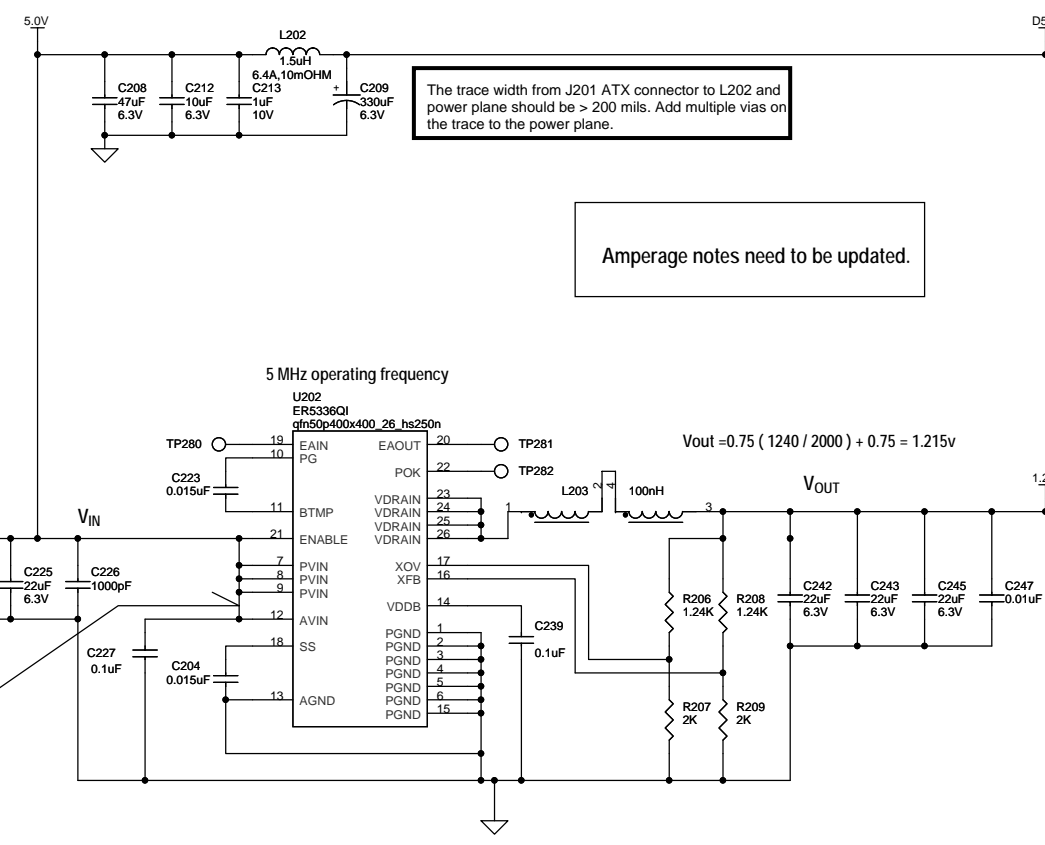 5.0V
D5
L202
1.5uH
6.4A,10mOHM
C208
47uF
6.3V
C212
10uF
6.3V
C213
1uF
10V
+
C209
330uF
6.3V
The trace width from J201 ATX connector to L202 and
power plane should be > 200 mils. Add multiple vias on
the trace to the power plane.
Amperage notes need to be updated.
5 MHz operating frequency
U202
ER5336QI
qfn50p400x400_26_hs250n
TP280
19
EAIN
EAOUT
20
TP281
10
PG
POK
22
TP282
Vout =0.75 ( 1240 / 2000 ) + 0.75 = 1.215v
C223
0.015uF
11
BTMP
VDRAIN
23
VDRAIN
24
VDRAIN
25
VDRAIN
26
1
L203
2
4
100nH
3
VOUT
1.2
VIN
21
ENABLE
7
PVIN
8
PVIN
9
PVIN
12
AVIN
18
SS
13
AGND
XOV
17
XFB
16
VDDB
14
PGND
1
PGND
2
PGND
3
PGND
4
PGND
5
PGND
6
PGND
15
C225
22uF
6.3V
C226
1000pF
C227
0.1uF
C204
0.015uF
C239
0.1uF
R206
1.24K
R208
1.24K
R207
2K
R209
2K
C242
22uF
6.3V
C243
22uF
6.3V
C245
22uF
6.3V
C247
0.01uF